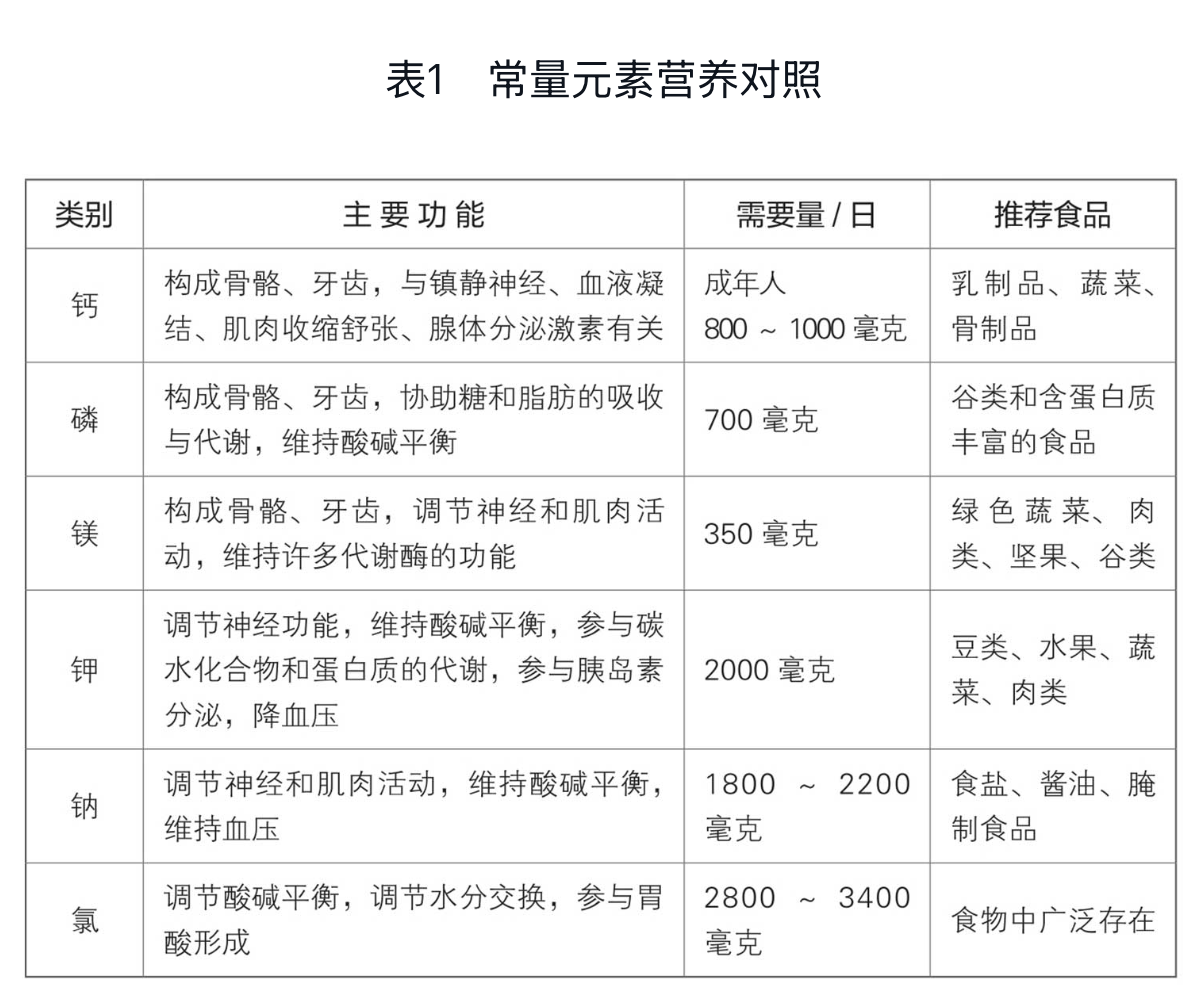 表1 常量元素营养对照
类别 主要功能 需要量/日 推荐食品
钙
构成骨骼、牙齿，与镇静神经、血液凝
结、肌肉收缩舒张、腺体分泌激素有关
成年人
800 ~ 1000 毫克
乳制品、蔬菜、
骨制品
磷
构成骨骼、牙齿，协助糖和脂肪的吸收
与代谢，维持酸碱平衡
700 毫克
谷类和含蛋白质
丰富的食品
镁
构成骨骼、牙齿，调节神经和肌肉活
动，维持许多代谢酶的功能
350 毫克
绿色蔬菜、肉
类、坚果、谷类
钾
调节神经功能，维持酸碱平衡，参与碳
水化合物和蛋白质的代谢，参与胰岛素
分泌，降血压
2000 毫克
豆类、水果、蔬
菜、肉类
钠
调节神经和肌肉活动，维持酸碱平衡，
维持血压
1800 ~ 2200
毫克
食盐、酱油、腌
制食品
氯
调节酸碱平衡，调节水分交换，参与胃
酸形成
2800 ~ 3400
毫克
食物中广泛存在